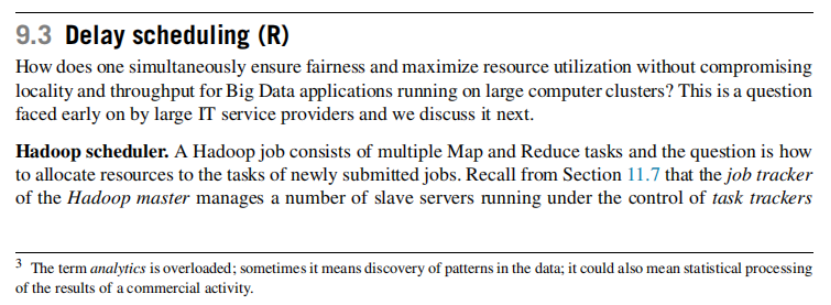 9.3 Delay scheduling (R)
How does one simultaneously ensure fairness and maximize resource utilization without compromising
locality and throughput for Big Data applications running on large computer clusters? This is a question
faced early on by large IT service providers and we discuss it next.
Hadoop scheduler. A Hadoop job consists of multiple Map and Reduce tasks and the question is how
to allocate resources to the tasks of newly submitted jobs. Recall from Section 11.7 that the job tracker
of the Hadoop master manages a number of slave servers running under the control of task trackers
3 The term analytics is overloaded; sometimes it means discovery of patterns in the data; it could also mean statistical processing
of the results of a commercial activity.